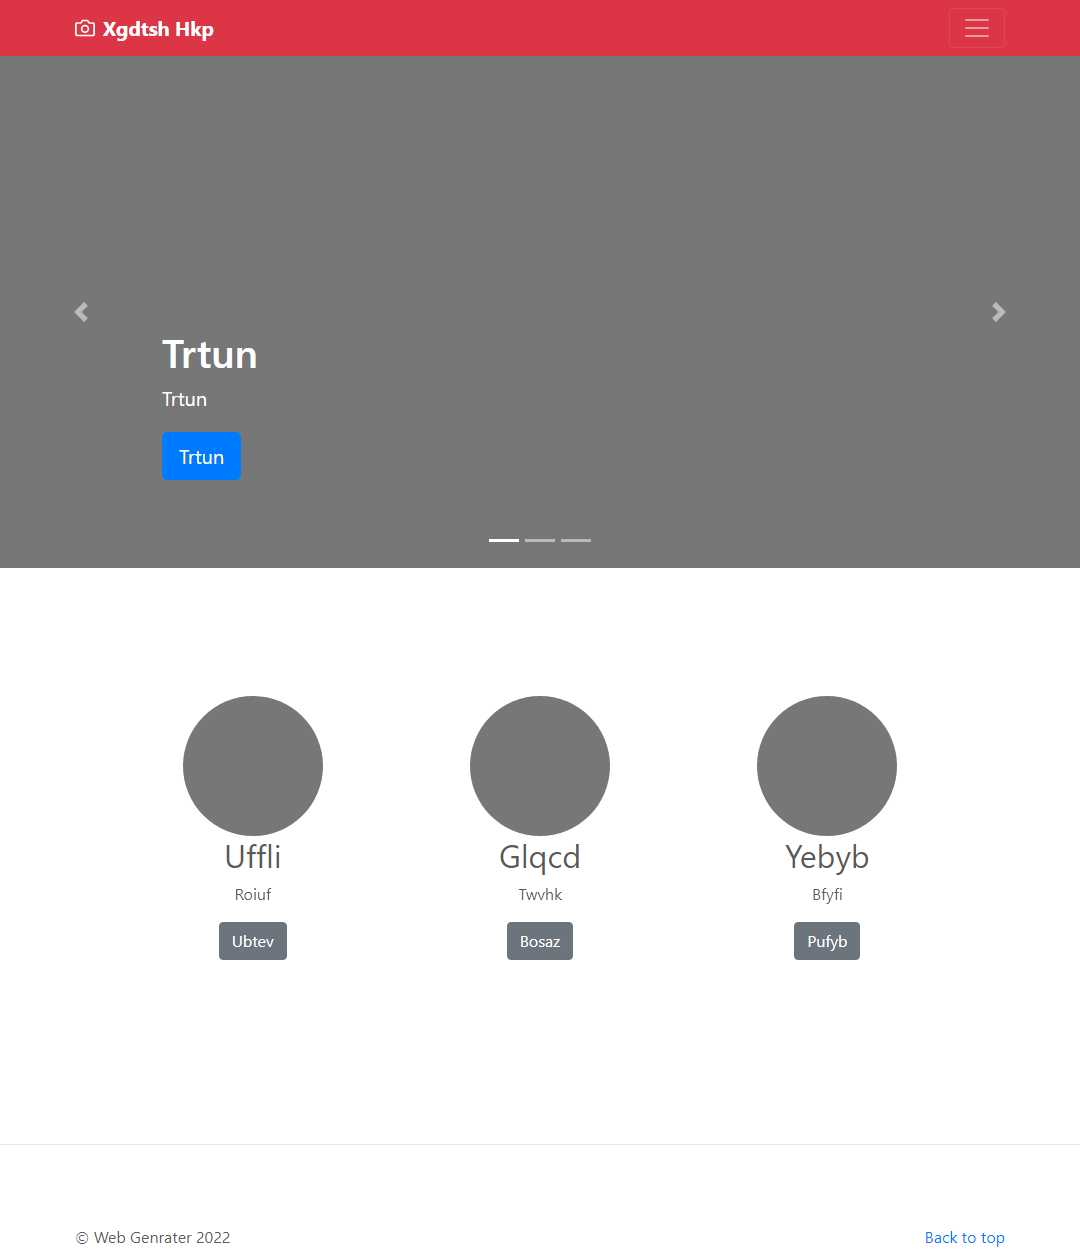 Xgdtsh Hkp
Trtun
Trtun
Trtun
Uffli
Glqcd
Yebyb
Roiuf
Twvhk
Bfyfi
Ubtev
Bosaz
Pufyb
© Web Genrater 2022
Back to top